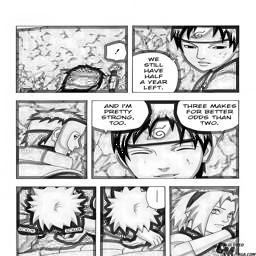 !
WE
STILL
HAVE
HALF
A YEAR
LEFT.
AND I'M
PRETTY
STRONG,
TOO.
THREE MAKES
FOR BETTER
ODDS THAN
TWO.
!